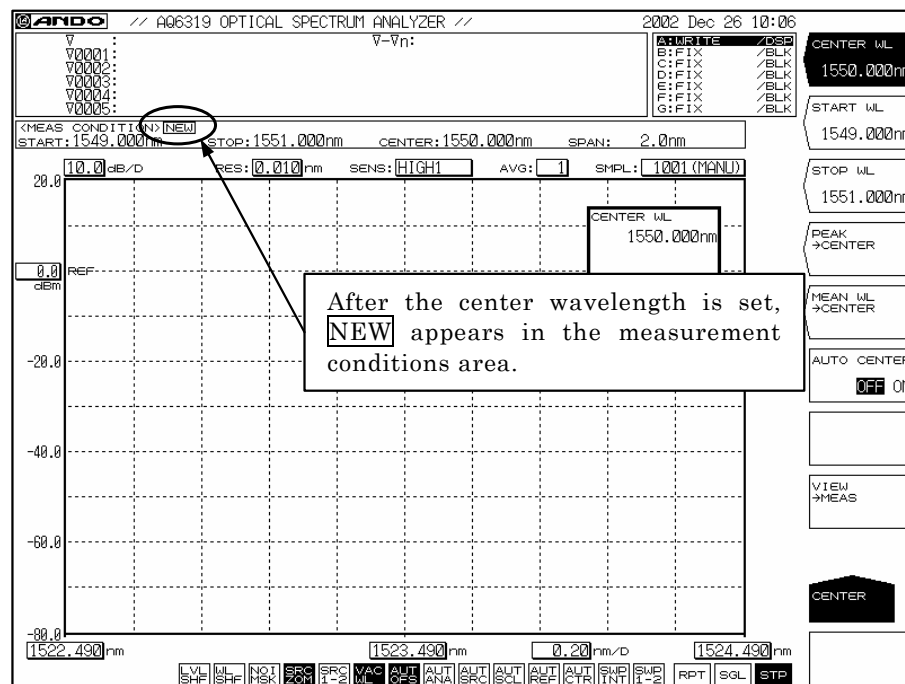 ANDO // AQ6319 OPTICAL SPECTRUM ANALYZER // 2002 Dec 26 10:06
∇ : ∇-∇n:
∇0001:
∇0002:
∇0003:
∇0004:
∇0005:
A:WRITE /DSP
B:FIX /BLK
C:FIX /BLK
D:FIX /BLK
E:FIX /BLK
F:FIX /BLK
G:FIX /BLK
<MEAS CONDITION> NEW
START:1549.000nm STOP:1551.000nm CENTER:1550.000nm SPAN: 2.0nm
10.0 dB/D RES: 0.010 nm SENS: HIGH1 AVG: 1 SMPL: 1001(MANU)
20.0
CENTER WL
1550.000nm
0.0 REF
dBm
After the center wavelength is set,
NEW appears in the measurement
conditions area.
-20.0
-40.0
-60.0
-80.0
1522.490 nm 1523.490 nm 0.20 nm/D 1524.490 nm
LVL SHF
WL SHF
NOI MSK
SRC ZOM
SRC 1-2
VAC WL
AUT OFS
AUT ANA
AUT SRC
AUT SCL
AUT REF
AUT CTR
SWP INT
SWP 1-2
RPT
SGL
STP
CENTER WL
1550.000nm
START WL
1549.000nm
STOP WL
1551.000nm
PEAK
→CENTER
MEAN WL
→CENTER
AUTO CENTER
OFF ON
VIEW
→MEAS
CENTER